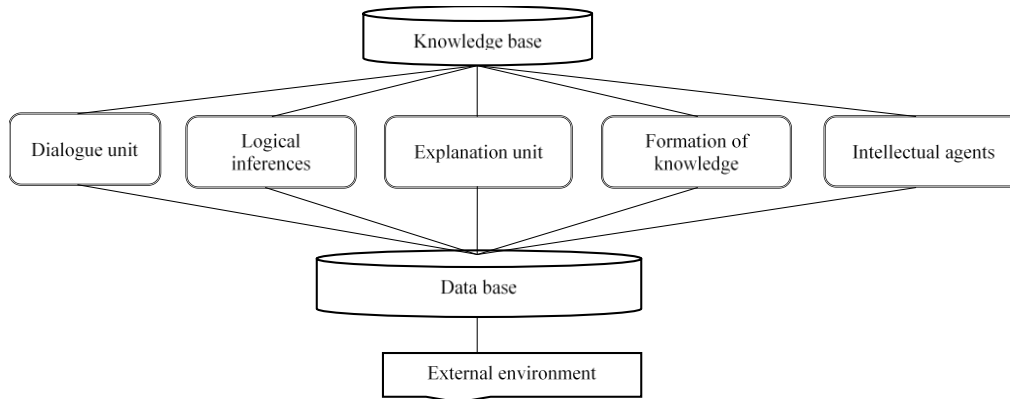 Knowledge base
Dialogue unit
Logical
inferences
Explanation unit
Formation of
knowledge
Intellectual agents
Data base
External environment